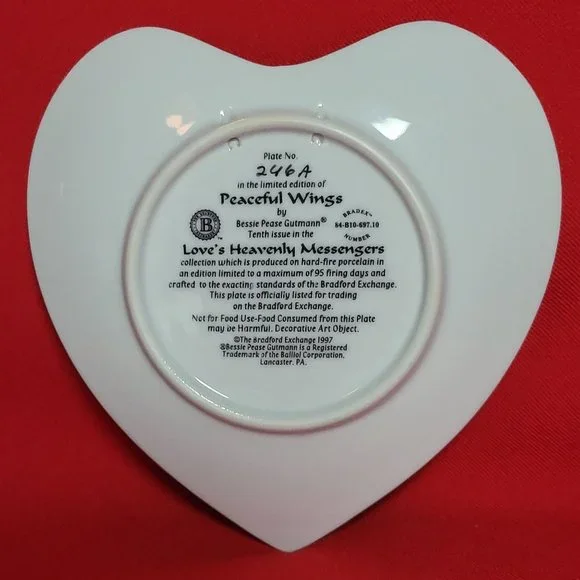 Plate No.
246A
in the limited edition of
Peaceful Wings
by
Bessie Pease Gutmann®
Tenth issue in the
Love's Heavenly Messengers
collection which is produced on hard-fire porcelain in
an edition limited to a maximum of 95 firing days and
crafted to the exacting standards of the Bradford Exchange.
This plate is officially listed for trading
on the Bradford Exchange.
Not for Food Use-Food Consumed from this Plate
may be Harmful. Decorative Art Object.
©The Bradford Exchange 1997
®Bessie Pease Gutmann is a Registered
Trademark of the Balliol Corporation,
Lancaster, PA.
B
™
BRADEX™
84-B10-697.10
NUMBER